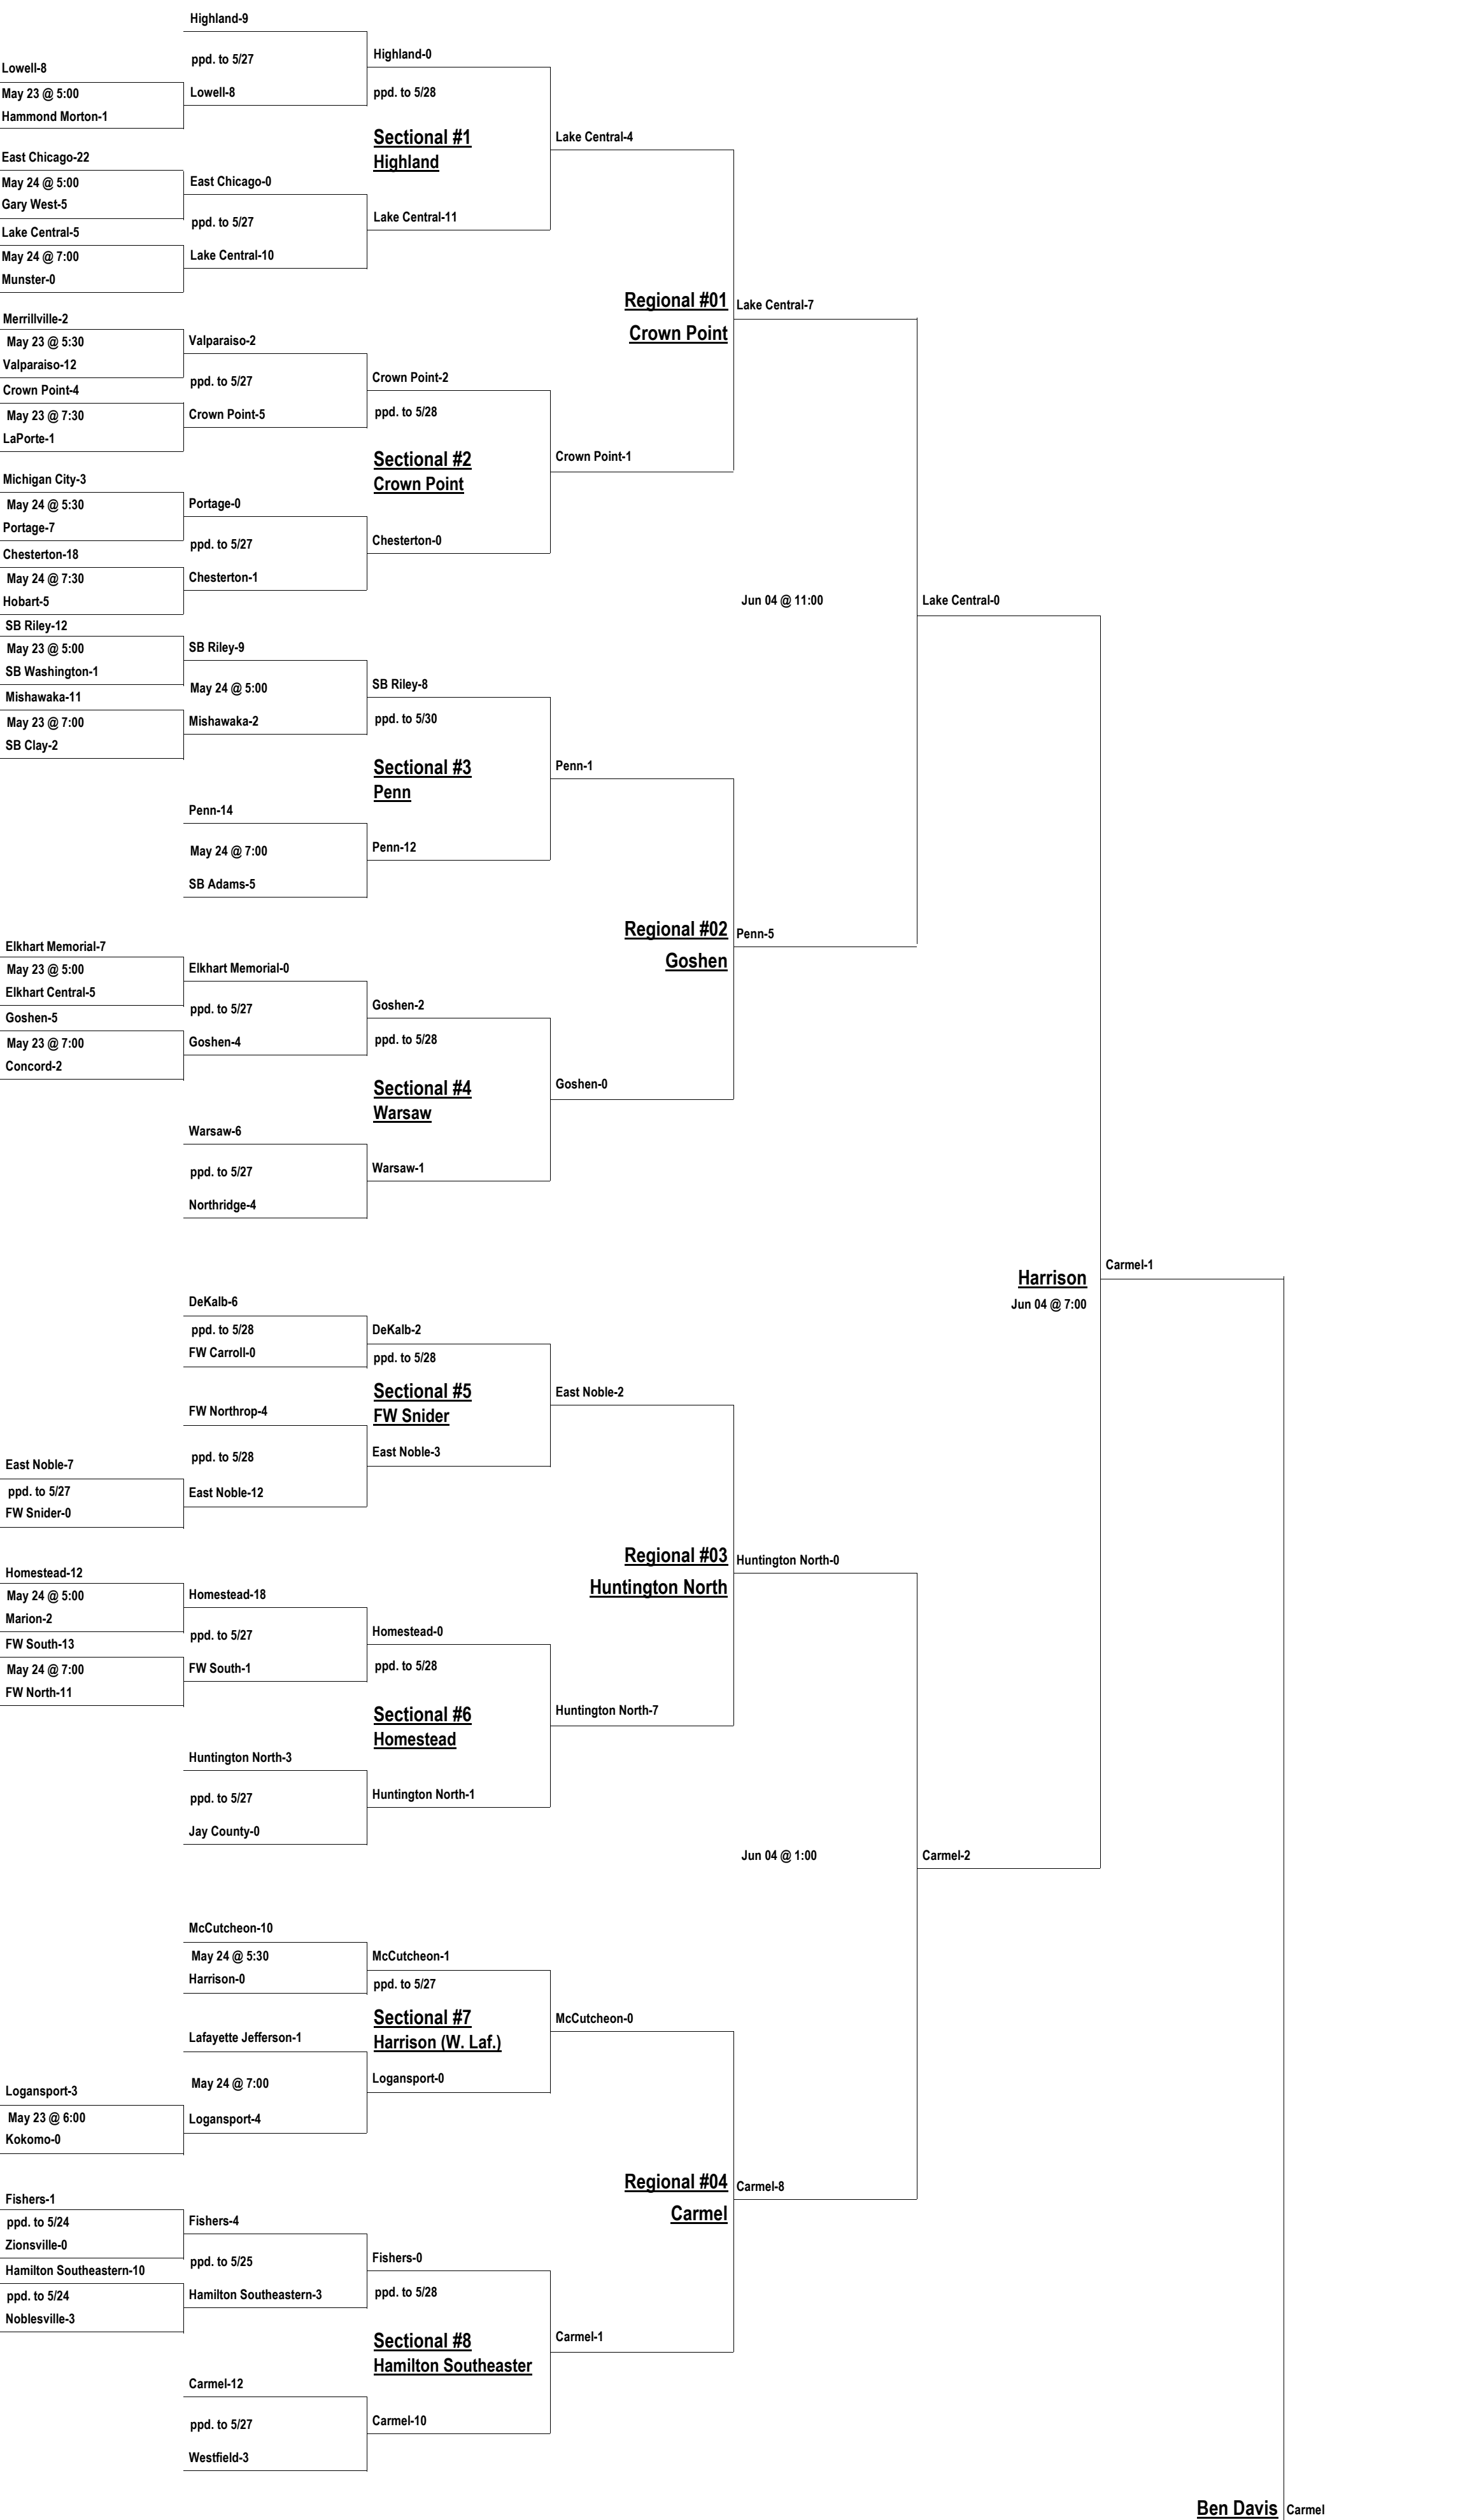 Highland-9
ppd. to 5/27
Highland-0
Lowell-8
May 23 @ 5:00
Lowell-8
ppd. to 5/28
Hammond Morton-1
Sectional #1
Lake Central-4
Highland
East Chicago-22
May 24 @ 5:00
East Chicago-0
Gary West-5
ppd. to 5/27
Lake Central-11
Lake Central-5
May 24 @ 7:00
Lake Central-10
Munster-0
Regional #01
Lake Central-7
Crown Point
Merrillville-2
May 23 @ 5:30
Valparaiso-2
Valparaiso-12
ppd. to 5/27
Crown Point-2
Crown Point-4
May 23 @ 7:30
Crown Point-5
ppd. to 5/28
LaPorte-1
Sectional #2
Crown Point-1
Crown Point
Michigan City-3
May 24 @ 5:30
Portage-0
Portage-7
ppd. to 5/27
Chesterton-0
Chesterton-18
May 24 @ 7:30
Chesterton-1
Hobart-5
Jun 04 @ 11:00
Lake Central-0
SB Riley-12
May 23 @ 5:00
SB Riley-9
SB Washington-1
May 24 @ 5:00
SB Riley-8
Mishawaka-11
May 23 @ 7:00
Mishawaka-2
ppd. to 5/30
SB Clay-2
Sectional #3
Penn-1
Penn
Penn-14
May 24 @ 7:00
Penn-12
SB Adams-5
Regional #02
Penn-5
Goshen
Elkhart Memorial-7
May 23 @ 5:00
Elkhart Memorial-0
Elkhart Central-5
ppd. to 5/27
Goshen-2
Goshen-5
May 23 @ 7:00
Goshen-4
ppd. to 5/28
Concord-2
Sectional #4
Goshen-0
Warsaw
Warsaw-6
ppd. to 5/27
Warsaw-1
Northridge-4
Harrison
Carmel-1
Jun 04 @ 7:00
DeKalb-6
ppd. to 5/28
DeKalb-2
FW Carroll-0
ppd. to 5/28
Sectional #5
East Noble-2
FW Snider
FW Northrop-4
ppd. to 5/28
East Noble-3
East Noble-7
ppd. to 5/27
East Noble-12
FW Snider-0
Regional #03
Huntington North-0
Huntington North
Homestead-12
May 24 @ 5:00
Homestead-18
Marion-2
ppd. to 5/27
Homestead-0
FW South-13
May 24 @ 7:00
FW South-1
ppd. to 5/28
FW North-11
Sectional #6
Huntington North-7
Homestead
Huntington North-3
ppd. to 5/27
Huntington North-1
Jay County-0
Jun 04 @ 1:00
Carmel-2
McCutcheon-10
May 24 @ 5:30
McCutcheon-1
Harrison-0
ppd. to 5/27
Sectional #7
McCutcheon-0
Harrison (W. Laf.)
Lafayette Jefferson-1
May 24 @ 7:00
Logansport-0
Logansport-3
May 23 @ 6:00
Logansport-4
Kokomo-0
Regional #04
Carmel-8
Carmel
Fishers-1
ppd. to 5/24
Fishers-4
Zionsville-0
ppd. to 5/25
Fishers-0
Hamilton Southeastern-10
ppd. to 5/24
Hamilton Southeastern-3
ppd. to 5/28
Noblesville-3
Sectional #8
Carmel-1
Hamilton Southeaster
Carmel-12
ppd. to 5/27
Carmel-10
Westfield-3
Ben Davis
Carmel